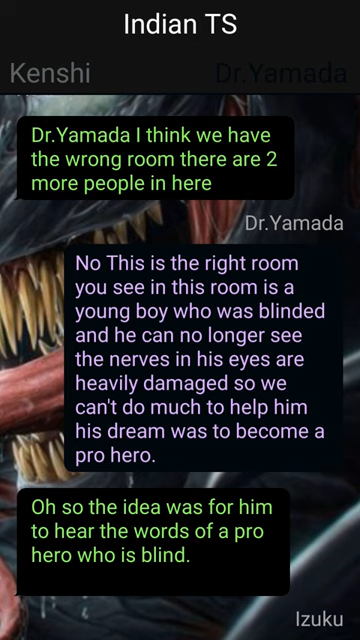 Indian TS
Kenshi Dr.Yamada
Dr.Yamada I think we have
the wrong room there are 2
more people in here
Dr.Yamada
No This is the right room
you see in this room is a
young boy who was blinded
and he can no longer see
the nerves in his eyes are
heavily damaged so we
can't do much to help him
his dream was to become a
pro hero.
Oh so the idea was for him
to hear the words of a pro
hero who is blind.
Izuku